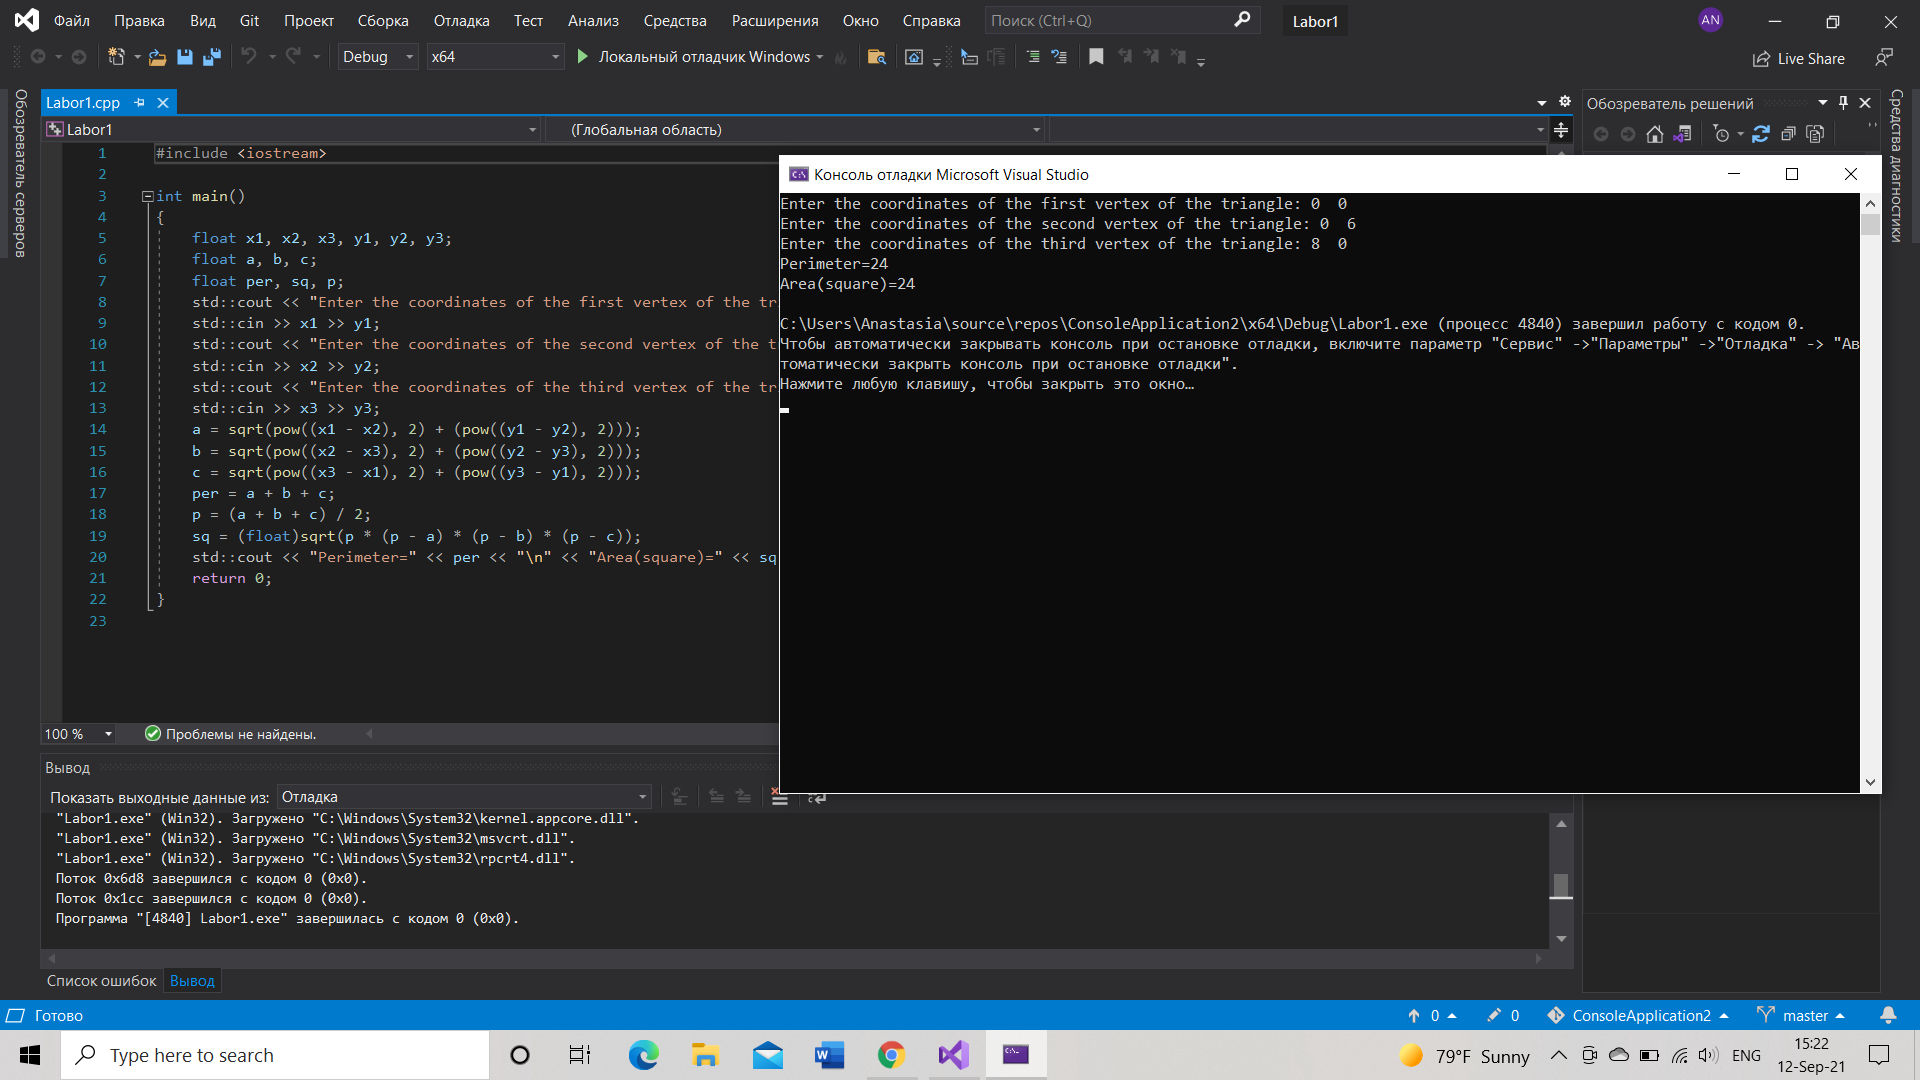 Файл Правка Вид Git Проект Сборка Отладка Тест Анализ Средства Расширения Окно Справка Поиск (Ctrl+Q) Labor1 AN
Debug x64 Локальный отладчик Windows Live Share
Обозреватель серверов
Labor1.cpp
Labor1 (Глобальная область)
1 #include <iostream>
2
3 int main()
4 {
5 float x1, x2, x3, y1, y2, y3;
6 float a, b, c;
7 float per, sq, p;
8 std::cout << "Enter the coordinates of the first vertex of the tr
9 std::cin >> x1 >> y1;
10 std::cout << "Enter the coordinates of the second vertex of the t
11 std::cin >> x2 >> y2;
12 std::cout << "Enter the coordinates of the third vertex of the tr
13 std::cin >> x3 >> y3;
14 a = sqrt(pow((x1 - x2), 2) + (pow((y1 - y2), 2)));
15 b = sqrt(pow((x2 - x3), 2) + (pow((y2 - y3), 2)));
16 c = sqrt(pow((x3 - x1), 2) + (pow((y3 - y1), 2)));
17 per = a + b + c;
18 p = (a + b + c) / 2;
19 sq = (float)sqrt(p * (p - a) * (p - b) * (p - c));
20 std::cout << "Perimeter=" << per << "\n" << "Area(square)=" << sq
21 return 0;
22 }
23
100 % Проблемы не найдены.
Обозреватель решений
Средства диагностики
Консоль отладки Microsoft Visual Studio
Enter the coordinates of the first vertex of the triangle: 0 0
Enter the coordinates of the second vertex of the triangle: 0 6
Enter the coordinates of the third vertex of the triangle: 8 0
Perimeter=24
Area(square)=24
C:\Users\Anastasia\source\repos\ConsoleApplication2\x64\Debug\Labor1.exe (процесс 4840) завершил работу с кодом 0.
Чтобы автоматически закрывать консоль при остановке отладки, включите параметр "Сервис" ->"Параметры" ->"Отладка" -> "Ав
томатически закрыть консоль при остановке отладки".
Нажмите любую клавишу, чтобы закрыть это окно…
Вывод
Показать выходные данные из: Отладка
"Labor1.exe" (Win32). Загружено "C:\Windows\System32\kernel.appcore.dll".
"Labor1.exe" (Win32). Загружено "C:\Windows\System32\msvcrt.dll".
"Labor1.exe" (Win32). Загружено "C:\Windows\System32\rpcrt4.dll".
Поток 0x6d8 завершился с кодом 0 (0x0).
Поток 0x1cc завершился с кодом 0 (0x0).
Программа "[4840] Labor1.exe" завершилась с кодом 0 (0x0).
Список ошибок Вывод
Готово 0 0 ConsoleApplication2 master
Type here to search 79°F Sunny ENG
15:22
12-Sep-21